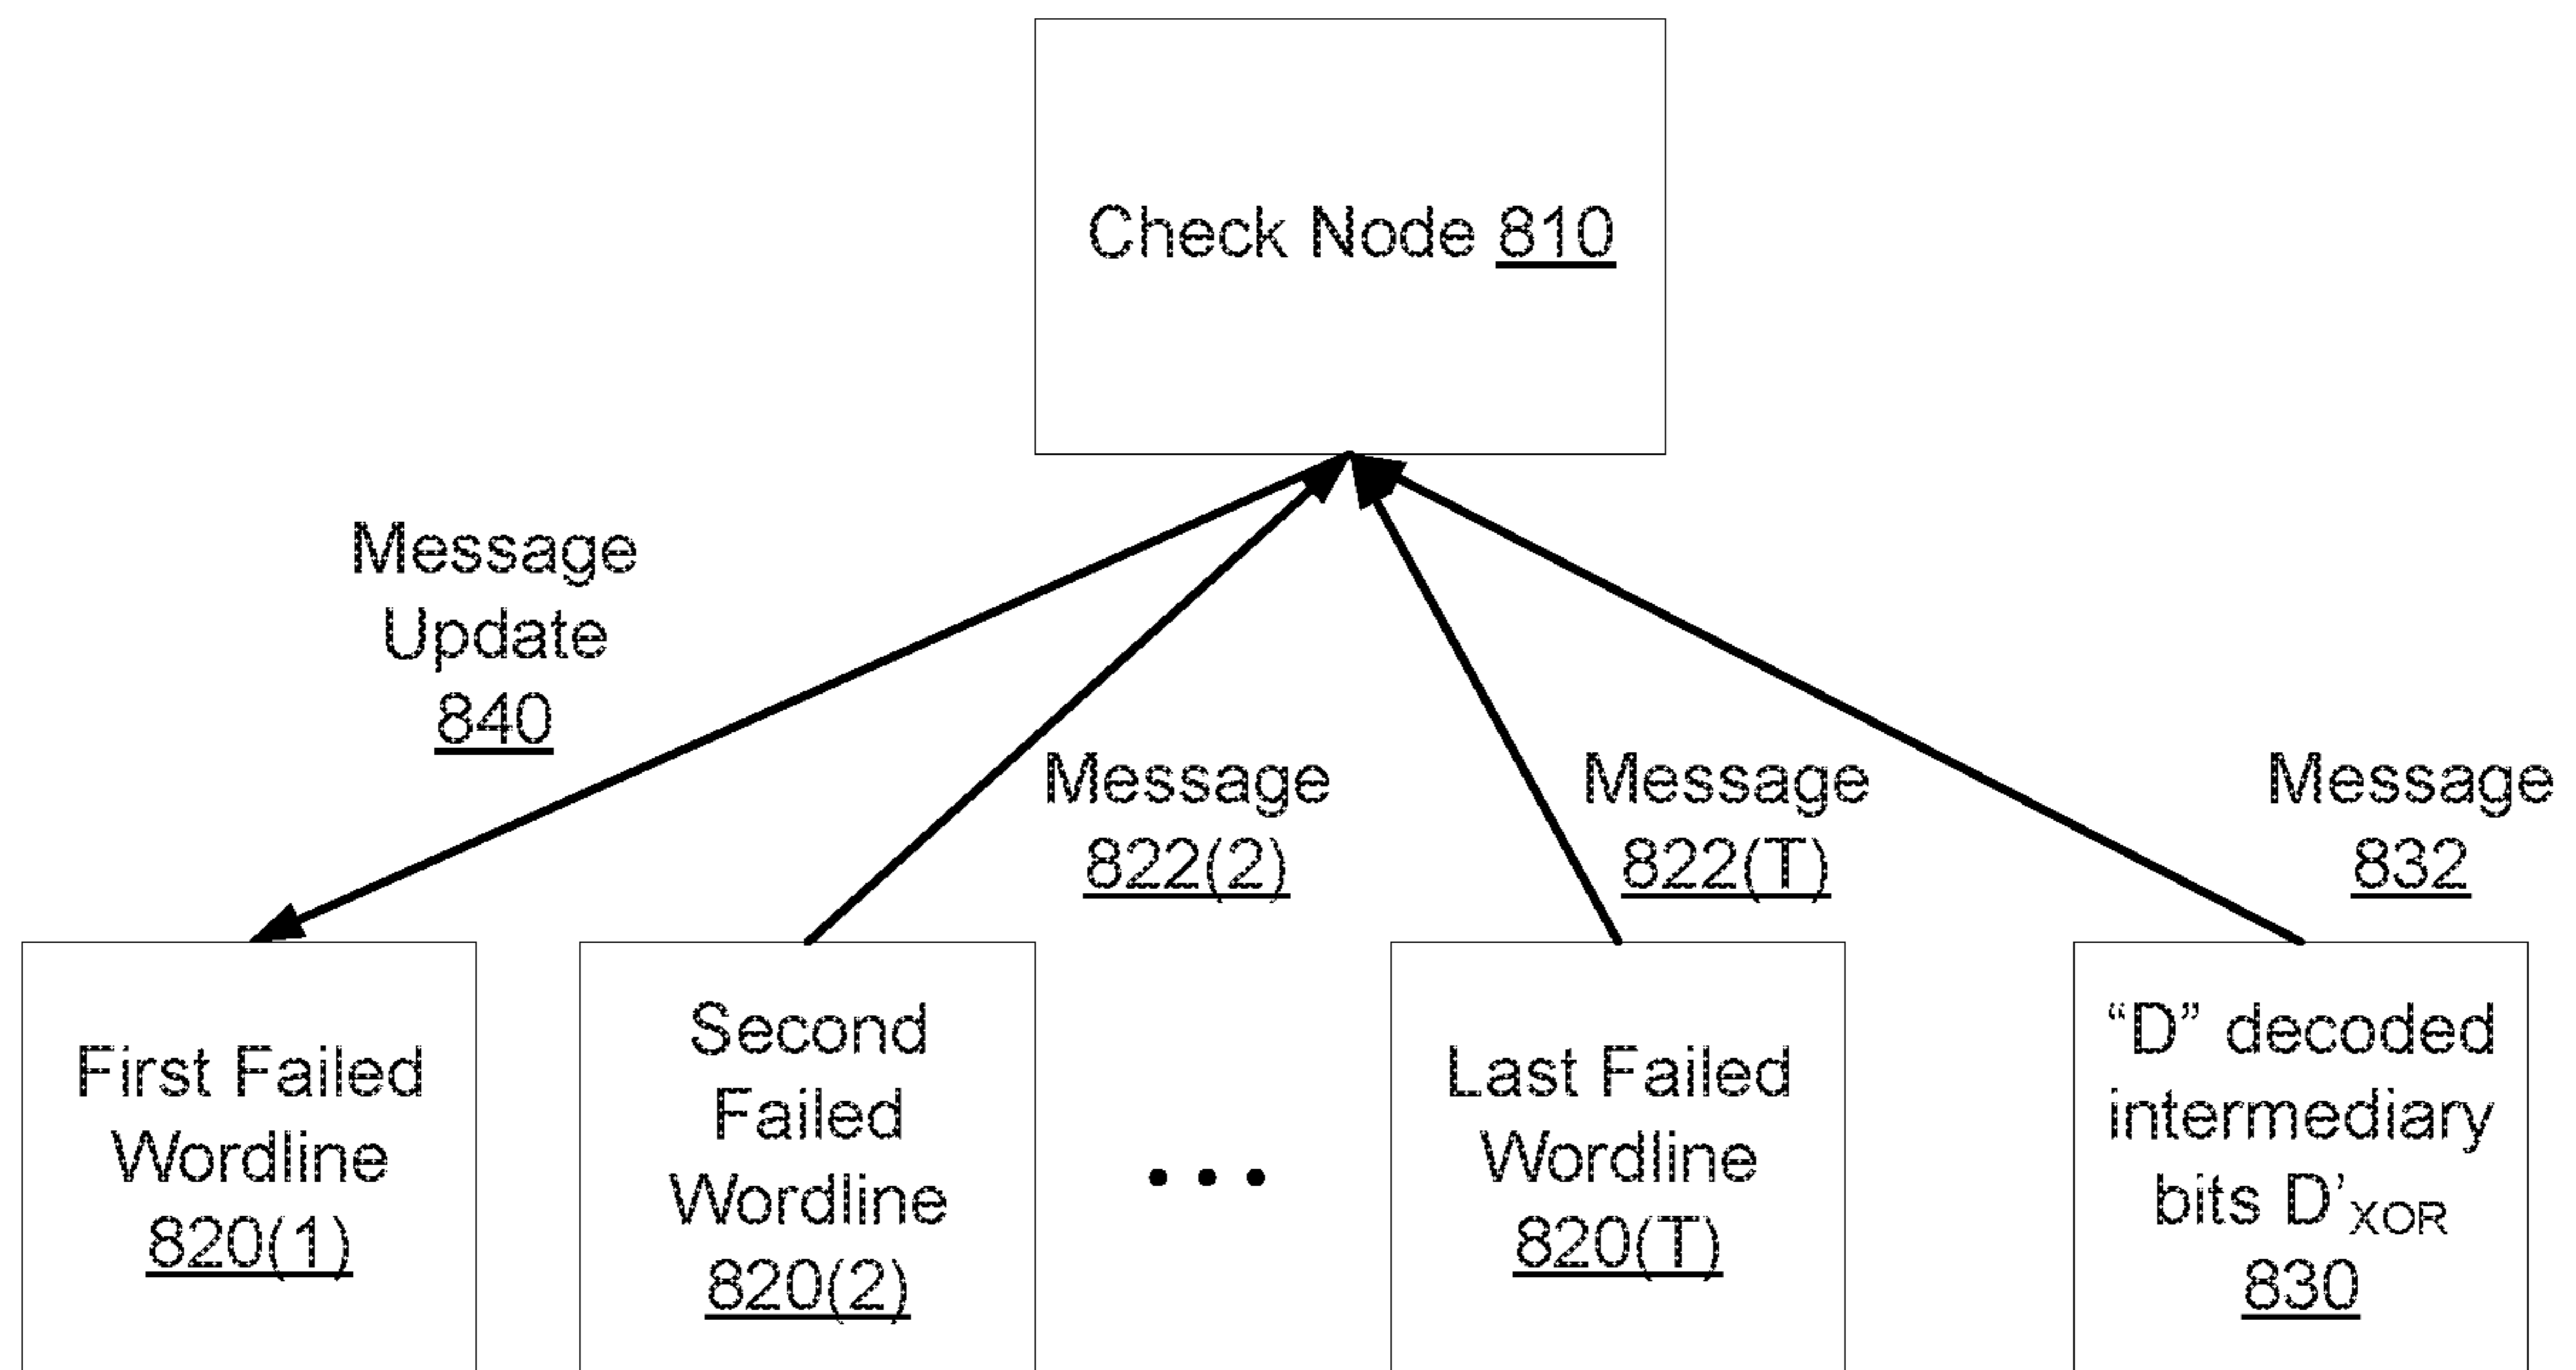 Check Node 810
Message
Update
840
Message
822(2)
Message
822(T)
Message
832
First Failed
Wordline
820(1)
Second
Failed
Wordline
820(2)
Last Failed
Wordline
820(T)
“D” decoded
intermediary
bits D’XOR
830